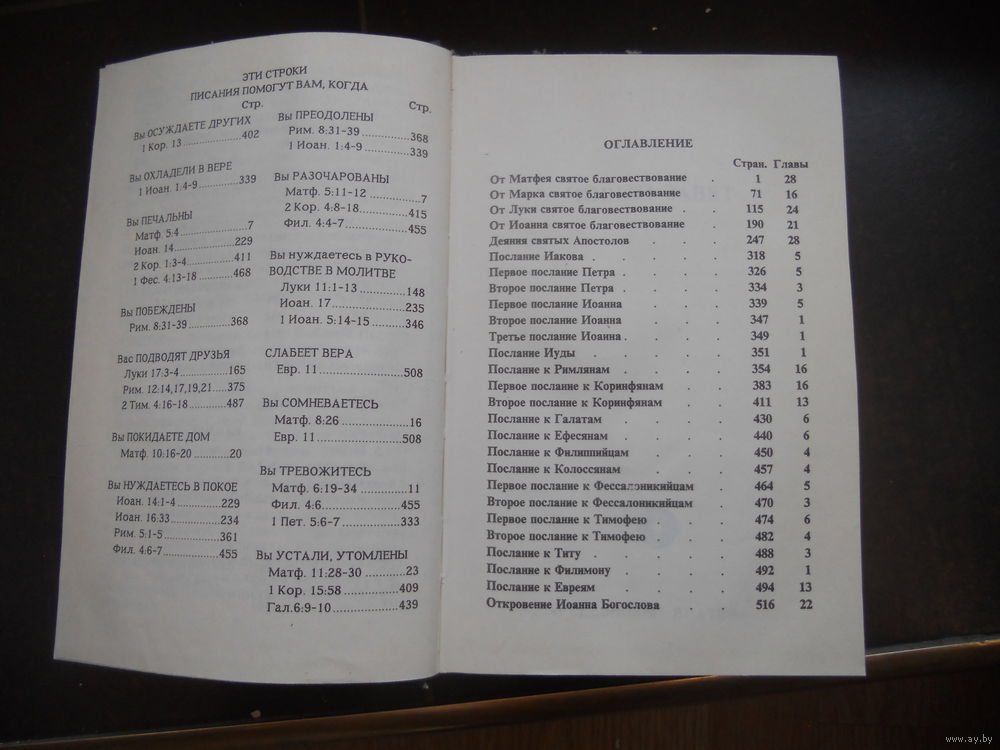 ЭТИ СТРОКИ
ПИСАНИЯ ПОМОГУТ ВАМ, КОГДА
Стр.
Вы ОСУЖДАЕТЕ ДРУГИХ
1 Кор. 13 ..................402
Вы ОХЛАДЕЛИ В ВЕРЕ
1 Иоан. 1:4-9 ............339
Вы ПЕЧАЛЬНЫ
Матф. 5:4 ....................7
Иоан. 14....................229
2 Кор. 1:3-4 ...............411
1 Фес. 4:13-18 ...........468
Вы ПОБЕЖДЕНЫ
Рим. 8:31-39 .............368
Вас ПОДВОДЯТ ДРУЗЬЯ
Луки 17:3-4 ...............165
Рим. 12:14,17,19,21 .....375
2 Тим. 4:16-18 ...........487
Вы ПОКИДАЕТЕ ДОМ
Матф. 10:16-20 ...........20
Вы НУЖДАЕТЕСЬ В ПОКОЕ
Иоан. 14:1-4 ..............229
Иоан. 16:33 ...............234
Рим. 5:1-5 .................361
Фил. 4:6-7 .................455
Стр.
Вы ПРЕОДОЛЕНЫ
Рим. 8:31-39 .............368
1 Иоан. 1:4-9 ............339
Вы РАЗОЧАРОВАНЫ
Матф. 5:11-12 ..............7
2 Кор. 4:8-18..............415
Фил. 4:4-7.................455
Вы нуждаетесь в РУКО-
ВОДСТВЕ В МОЛИТВЕ
Луки 11:1-13 .............148
Иоан. 17 ...................235
1 Иоан. 5:14-15 ..........346
СЛАБЕЕТ ВЕРА
Евр. 11 .....................508
Вы СОМНЕВАЕТЕСЬ
Матф. 8:26 .................16
Евр. 11 .....................508
Вы ТРЕВОЖИТЕСЬ
Матф. 6:19-34 .............11
Фил. 4:6....................455
1 Пет. 5:6-7 ..............333
Вы УСТАЛИ, УТОМЛЕНЫ
Матф. 11:28-30 ...........23
1 Кор. 15:58 ..............409
Гал.6:9-10 .................439
ОГЛАВЛЕНИЕ
Стран. Главы
От Матфея святое благовествование . 1 28
От Марка святое благовествование . 71 16
От Луки святое благовествование . . 115 24
От Иоанна святое благовествование . 190 21
Деяния святых Апостолов . . . 247 28
Послание Иакова . . . . . 318 5
Первое послание Петра . . . . 326 5
Второе послание Петра . . . . 334 3
Первое послание Иоанна . . . 339 5
Второе послание Иоанна . . . 347 1
Третье послание Иоанна . . . . 349 1
Послание Иуды . . . . . 351 1
Послание к Римлянам . . . . 354 16
Первое послание к Коринфянам . . 383 16
Второе послание к Коринфянам . . 411 13
Послание к Галатам . . . . 430 6
Послание к Ефесянам . . . . 440 6
Послание к Филиппийцам . . . 450 4
Послание к Колоссянам . . . 457 4
Первое послание к Фессалоникийцам . 464 5
Второе послание к Фессалоникийцам . 470 3
Первое послание к Тимофею . . . 474 6
Второе послание к Тимофею . . . 482 4
Послание к Титу . . . . . 488 3
Послание к Филимону . . . . 492 1
Послание к Евреям . . . . 494 13
Откровение Иоанна Богослова . . 516 22
www.ay.by